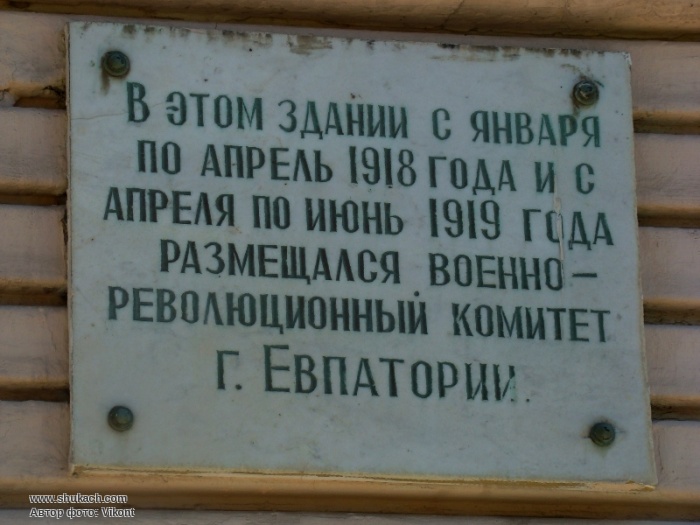 В ЭТОМ ЗДАНИИ С ЯНВАРЯ
ПО АПРЕЛЬ 1918 ГОДА И С
АПРЕЛЯ ПО ИЮНЬ 1919 ГОДА
РАЗМЕЩАЛСЯ ВОЕННО-
РЕВОЛЮЦИОННЫЙ КОМИТЕТ
Г. ЕВПАТОРИИ.
www.shukach.com
Автор фото: Vikont